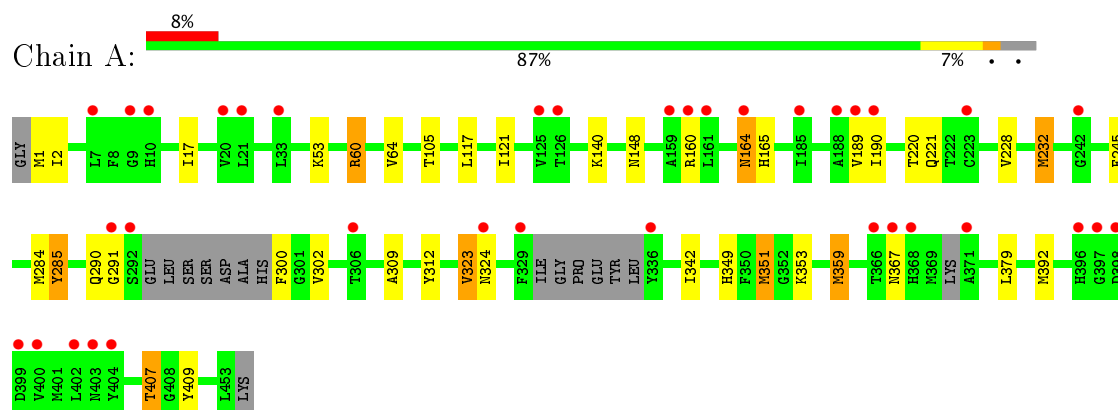 8%
Chain A:
87% 7% • •
GLY M1 I2 L7 F8 G9 H10 I17 V20 L21 L33 K53 R60 V64 T105 L117 I121 V125 T126 K140 N148 A159 R160 L161 N164 H165 I185 A188 V189 I190 T220 Q221 T222 C223 V228 M232 G242
M284 Y285 Q290 G291 S292 GLU LEU SER SER ASP ALA HIS F300 G301 V302 T306 A309 Y312 V323 N324 F329 ILE GLY PRO GLU TYR LEU Y336 I342 H349 F350 M351 G352 K353 M359 T366 N367 H368 M369 LYS A371 L379 M392 H396 G397
D399 V400 M401 L402 N403 Y404 T407 G408 Y409 L453 LYS